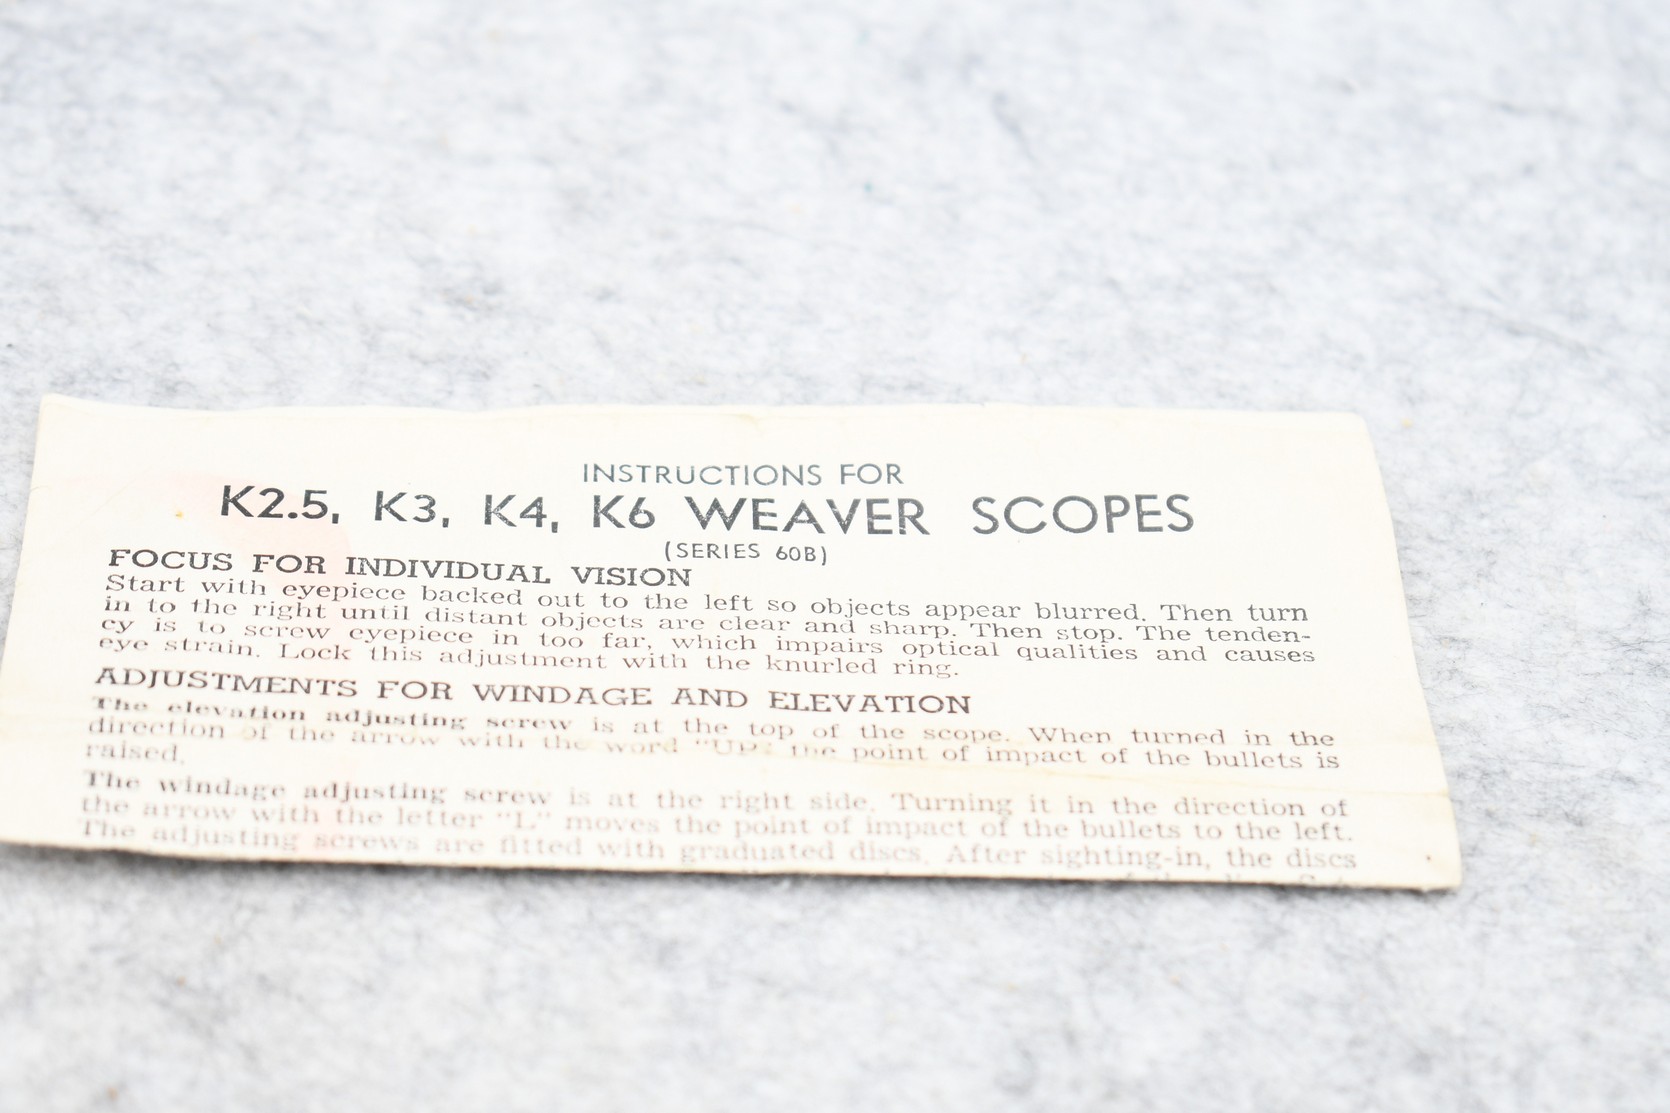 INSTRUCTIONS FOR
K2.5, K3, K4, K6 WEAVER SCOPES
(SERIES 60B)
FOCUS FOR INDIVIDUAL VISION
Start with eyepiece backed out to the left so objects appear blurred. Then turn
in to the right until distant objects are clear and sharp. Then stop. The tenden-
cy is to screw eyepiece in too far, which impairs optical qualities and causes
eye strain. Lock this adjustment with the knurled ring.
ADJUSTMENTS FOR WINDAGE AND ELEVATION
The elevation adjusting screw is at the top of the scope. When turned in the
direction of the arrow with the word "UP" the point of impact of the bullets is
raised.
The windage adjusting screw is at the right side. Turning it in the direction of
the arrow with the letter "L" moves the point of impact of the bullets to the left.
The adjusting screws are fitted with graduated discs. After sighting-in, the discs